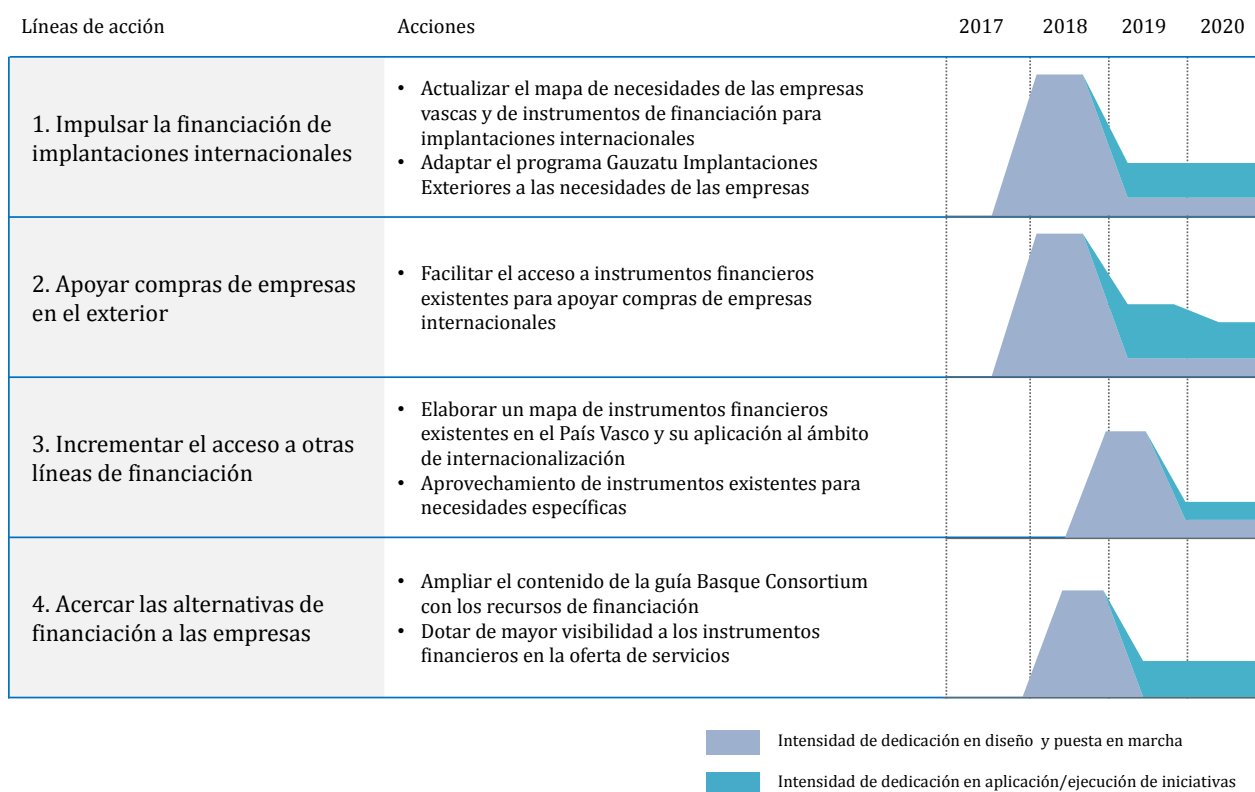 Líneas de acción
Acciones
2017
2018
2019
2020
1. Impulsar la financiación de
implantaciones internacionales
• Actualizar el mapa de necesidades de las empresas
vascas y de instrumentos de financiación para
implantaciones internacionales
• Adaptar el programa Gauzatu Implantaciones
Exteriores a las necesidades de las empresas
2. Apoyar compras de empresas
en el exterior
• Facilitar el acceso a instrumentos financieros
existentes para apoyar compras de empresas
internacionales
3. Incrementar el acceso a otras
líneas de financiación
• Elaborar un mapa de instrumentos financieros
existentes en el País Vasco y su aplicación al ámbito
de internacionalización
• Aprovechamiento de instrumentos existentes para
necesidades específicas
4. Acercar las alternativas de
financiación a las empresas
• Ampliar el contenido de la guía Basque Consortium
con los recursos de financiación
• Dotar de mayor visibilidad a los instrumentos
financieros en la oferta de servicios
Intensidad de dedicación en diseño y puesta en marcha
Intensidad de dedicación en aplicación/ejecución de iniciativas